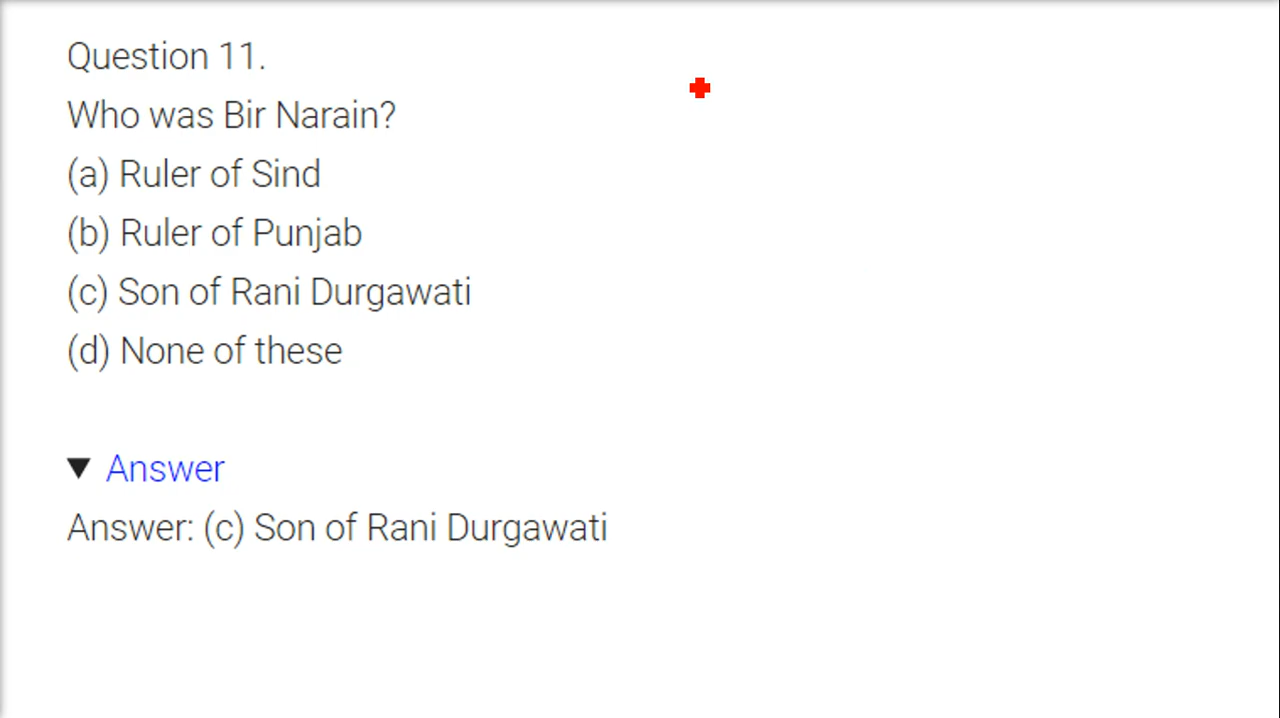 Question 11.
Who was Bir Narain?
(a) Ruler of Sind
(b) Ruler of Punjab
(c) Son of Rani Durgawati
(d) None of these
▼ Answer
Answer: (c) Son of Rani Durgawati